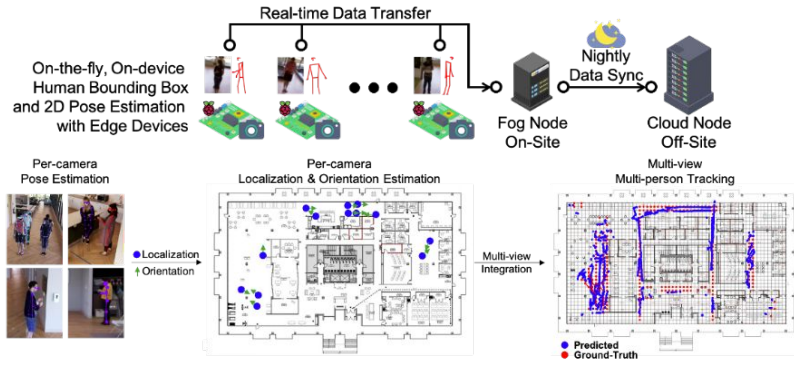 Real-time Data Transfer
On-the-fly, On-device
Human Bounding Box
and 2D Pose Estimation
with Edge Devices
Nightly
Data Sync
Fog Node
On-Site
Cloud Node
Off-Site
Per-camera
Pose Estimation
Per-camera
Localization & Orientation Estimation
Multi-view
Multi-person Tracking
Localization
Orientation
Multi-view
Integration
Predicted
Ground-Truth